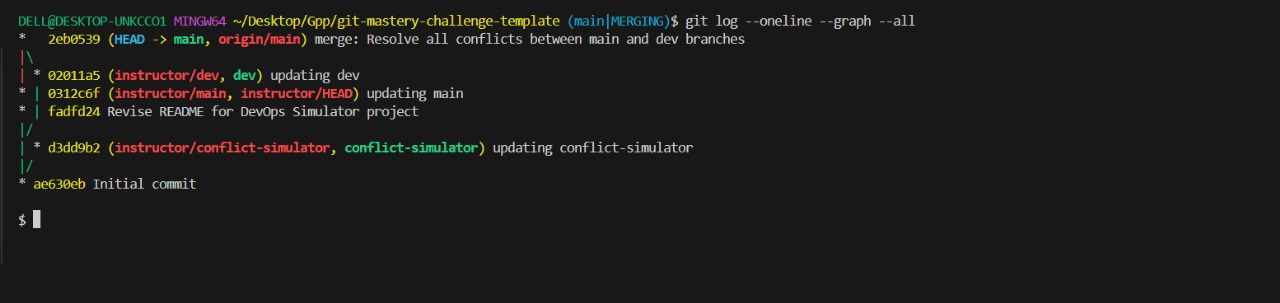 DELL@DESKTOP-UNKCCO1 MINGW64 ~/Desktop/Gpp/git-mastery-challenge-template (main|MERGING)$ git log --oneline --graph --all
*   2eb0539 (HEAD -> main, origin/main) merge: Resolve all conflicts between main and dev branches
|\
| * 02011a5 (instructor/dev, dev) updating dev
* | 0312c6f (instructor/main, instructor/HEAD) updating main
* | fadfd24 Revise README for DevOps Simulator project
|/
| * d3dd9b2 (instructor/conflict-simulator, conflict-simulator) updating conflict-simulator
|/
* ae630eb Initial commit
$